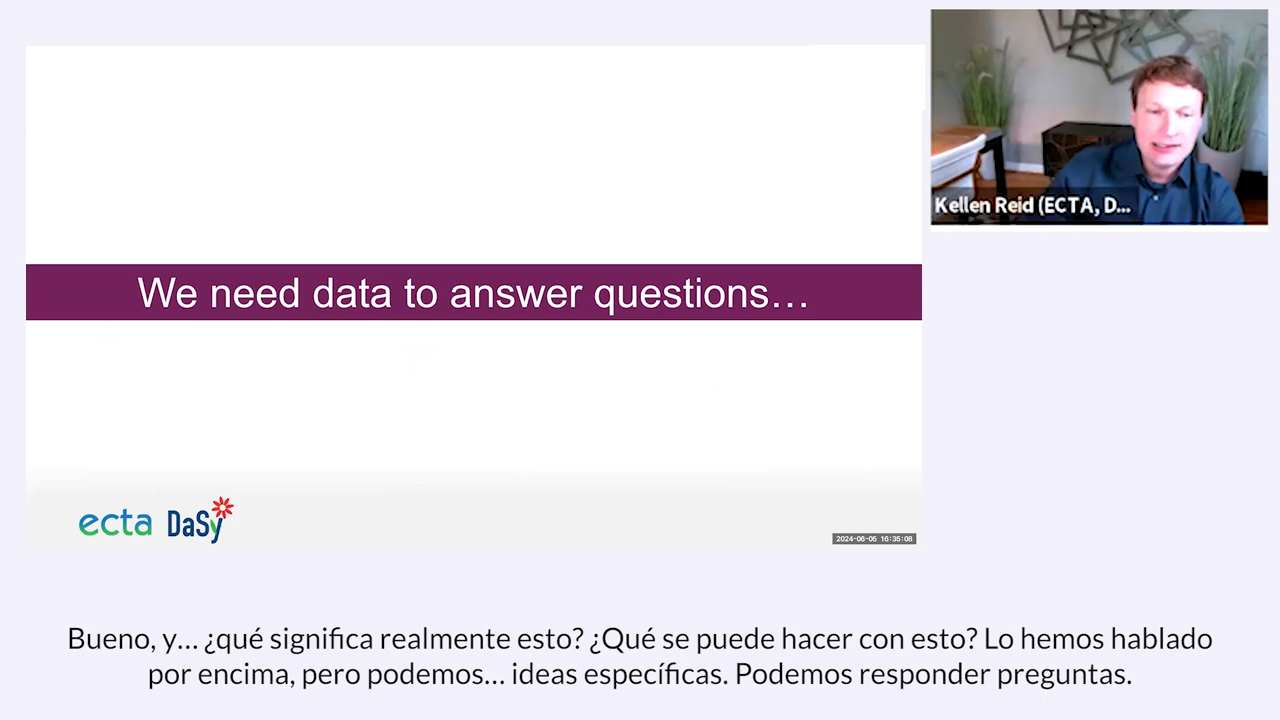 Kellen Reid (ECTA, D...
We need data to answer questions…
ecta DaSy
2024-06-05 16:35:08
Bueno, y... ¿qué significa realmente esto? ¿Qué se puede hacer con esto? Lo hemos hablado
por encima, pero podemos... ideas específicas. Podemos responder preguntas.